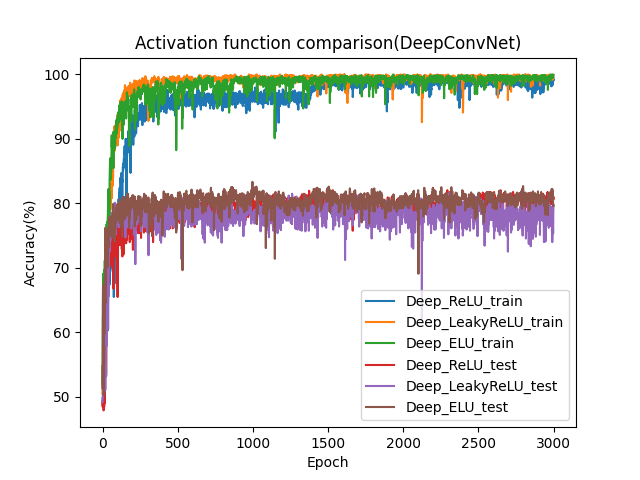 Activation function comparison(DeepConvNet)
Accuracy(%)
100
90
80
70
60
50
0
500
1000
1500
2000
2500
3000
Epoch
Deep_ReLU_train
Deep_LeakyReLU_train
Deep_ELU_train
Deep_ReLU_test
Deep_LeakyReLU_test
Deep_ELU_test